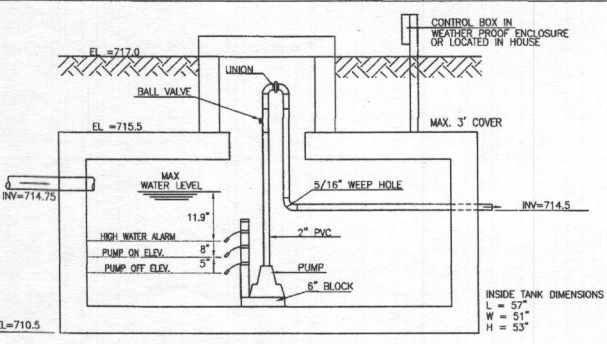 CONTROL BOX IN
WEATHER PROOF ENCLOSURE
OR LOCATED IN HOUSE
EL =717.0
UNION
BALL VALVE
EL =715.5
MAX. 3' COVER
MAX
WATER LEVEL
INV=714.75
5/16" WEEP HOLE
11.9"
INV=714.5
HIGH WATER ALARM
2" PVC.
PUMP ON ELEV.
8"
PUMP OFF ELEV.
5"
PUMP
6" BLOCK
INSIDE TANK DIMENSIONS
L = 57"
W = 51"
H = 53"
EL=710.5